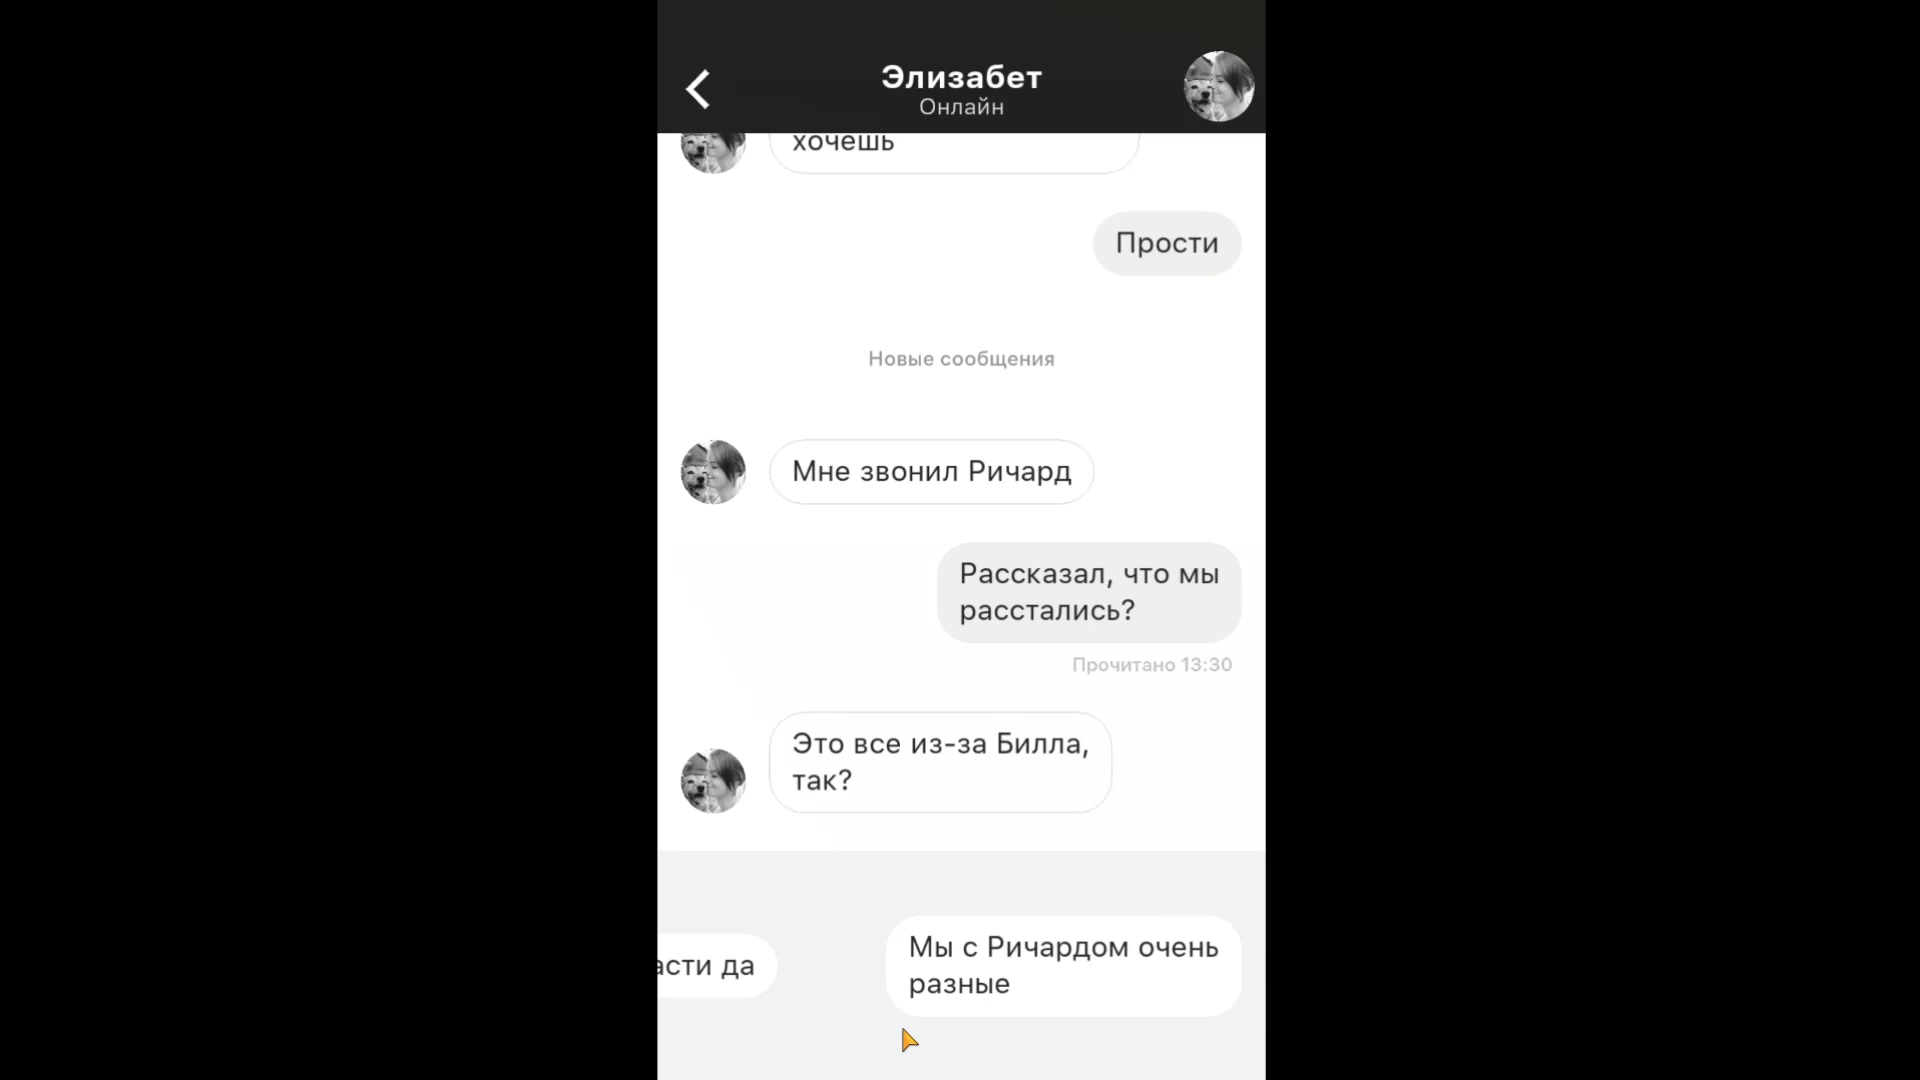 Элизабет
Онлайн
хочешь
Прости
Новые сообщения
Мне звонил Ричард
Рассказал, что мы
расстались?
Прочитано 13:30
Это все из-за Билла,
так?
Мы с Ричардом очень
асти да
разные